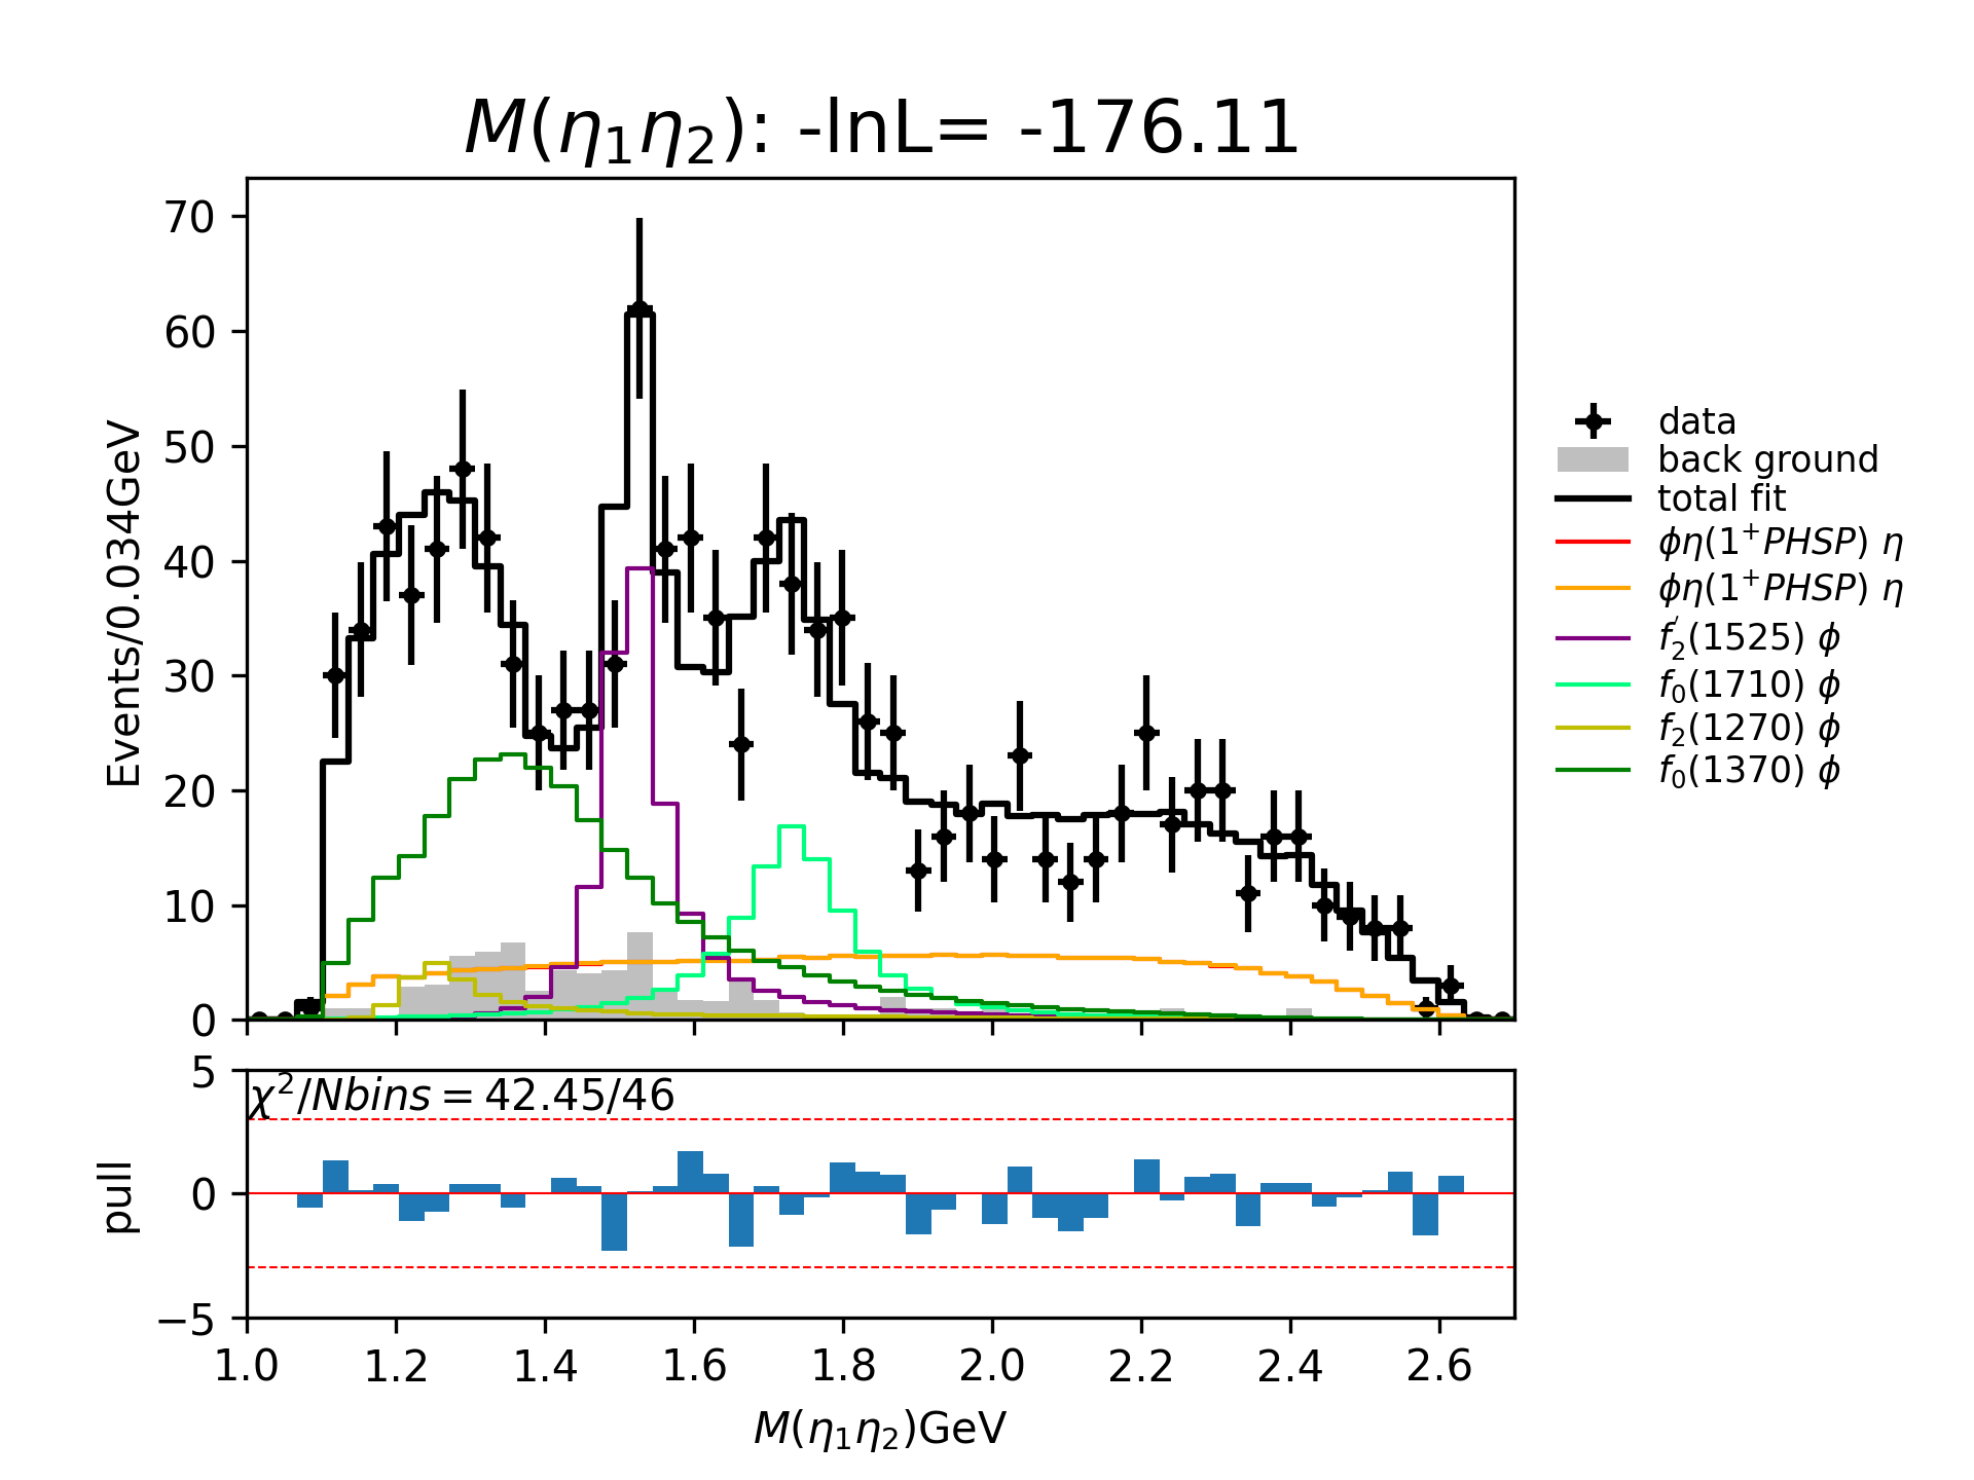 M(η₁η₂): -lnL= -176.11
Events/0.034GeV
70
60
50
40
30
20
10
0
data
back ground
total fit
ϕη(1⁺PHSP) η
ϕη(1⁺PHSP) η
f₂′(1525) ϕ
f₀(1710) ϕ
f₂(1270) ϕ
f₀(1370) ϕ
χ²/Nbins = 42.45/46
pull
5
0
−5
1.0 1.2 1.4 1.6 1.8 2.0 2.2 2.4 2.6
M(η₁η₂)GeV